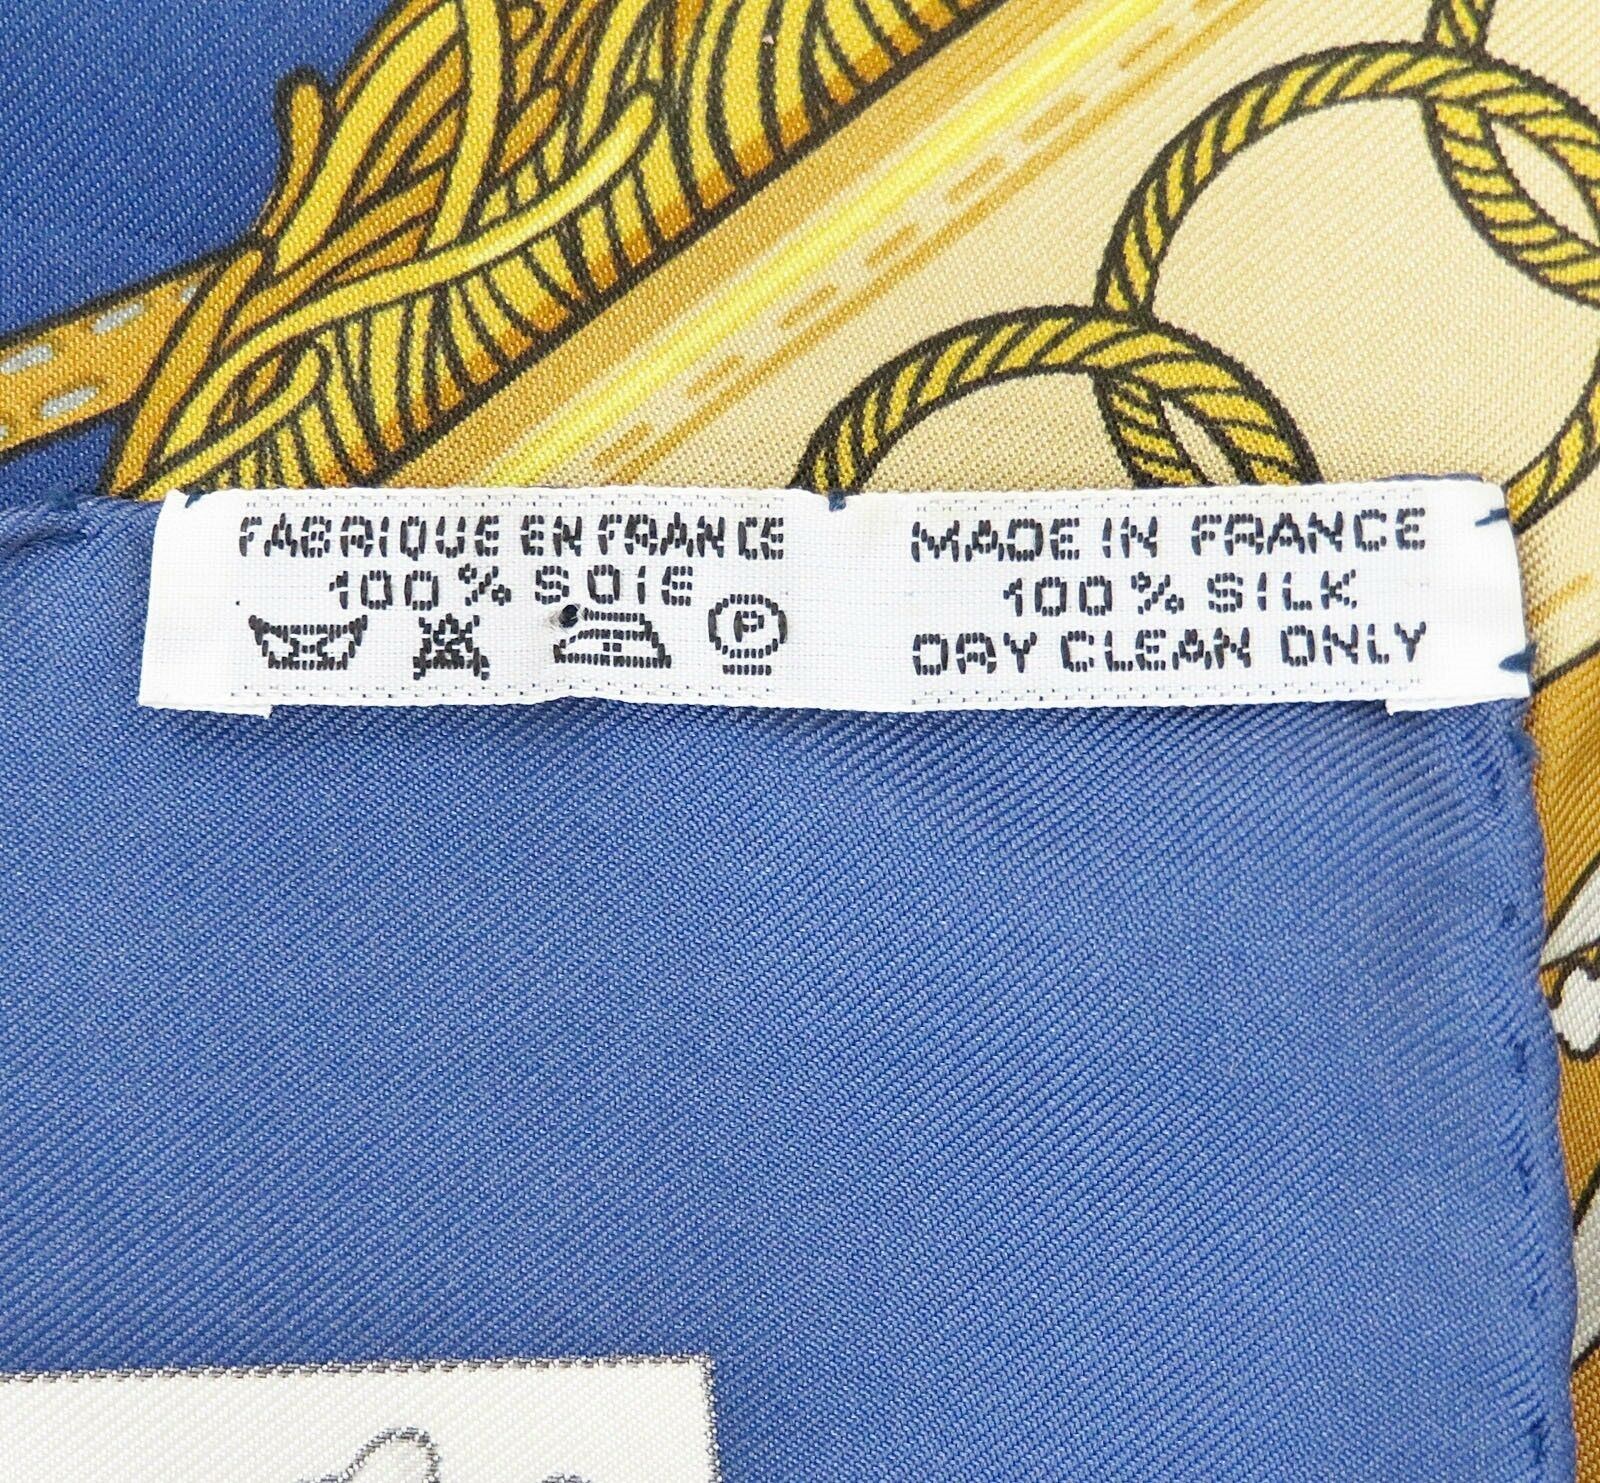 FABRIQUE EN FRANCE
100% SOIE
P
MADE IN FRANCE
100% SILK
DRY CLEAN ONLY